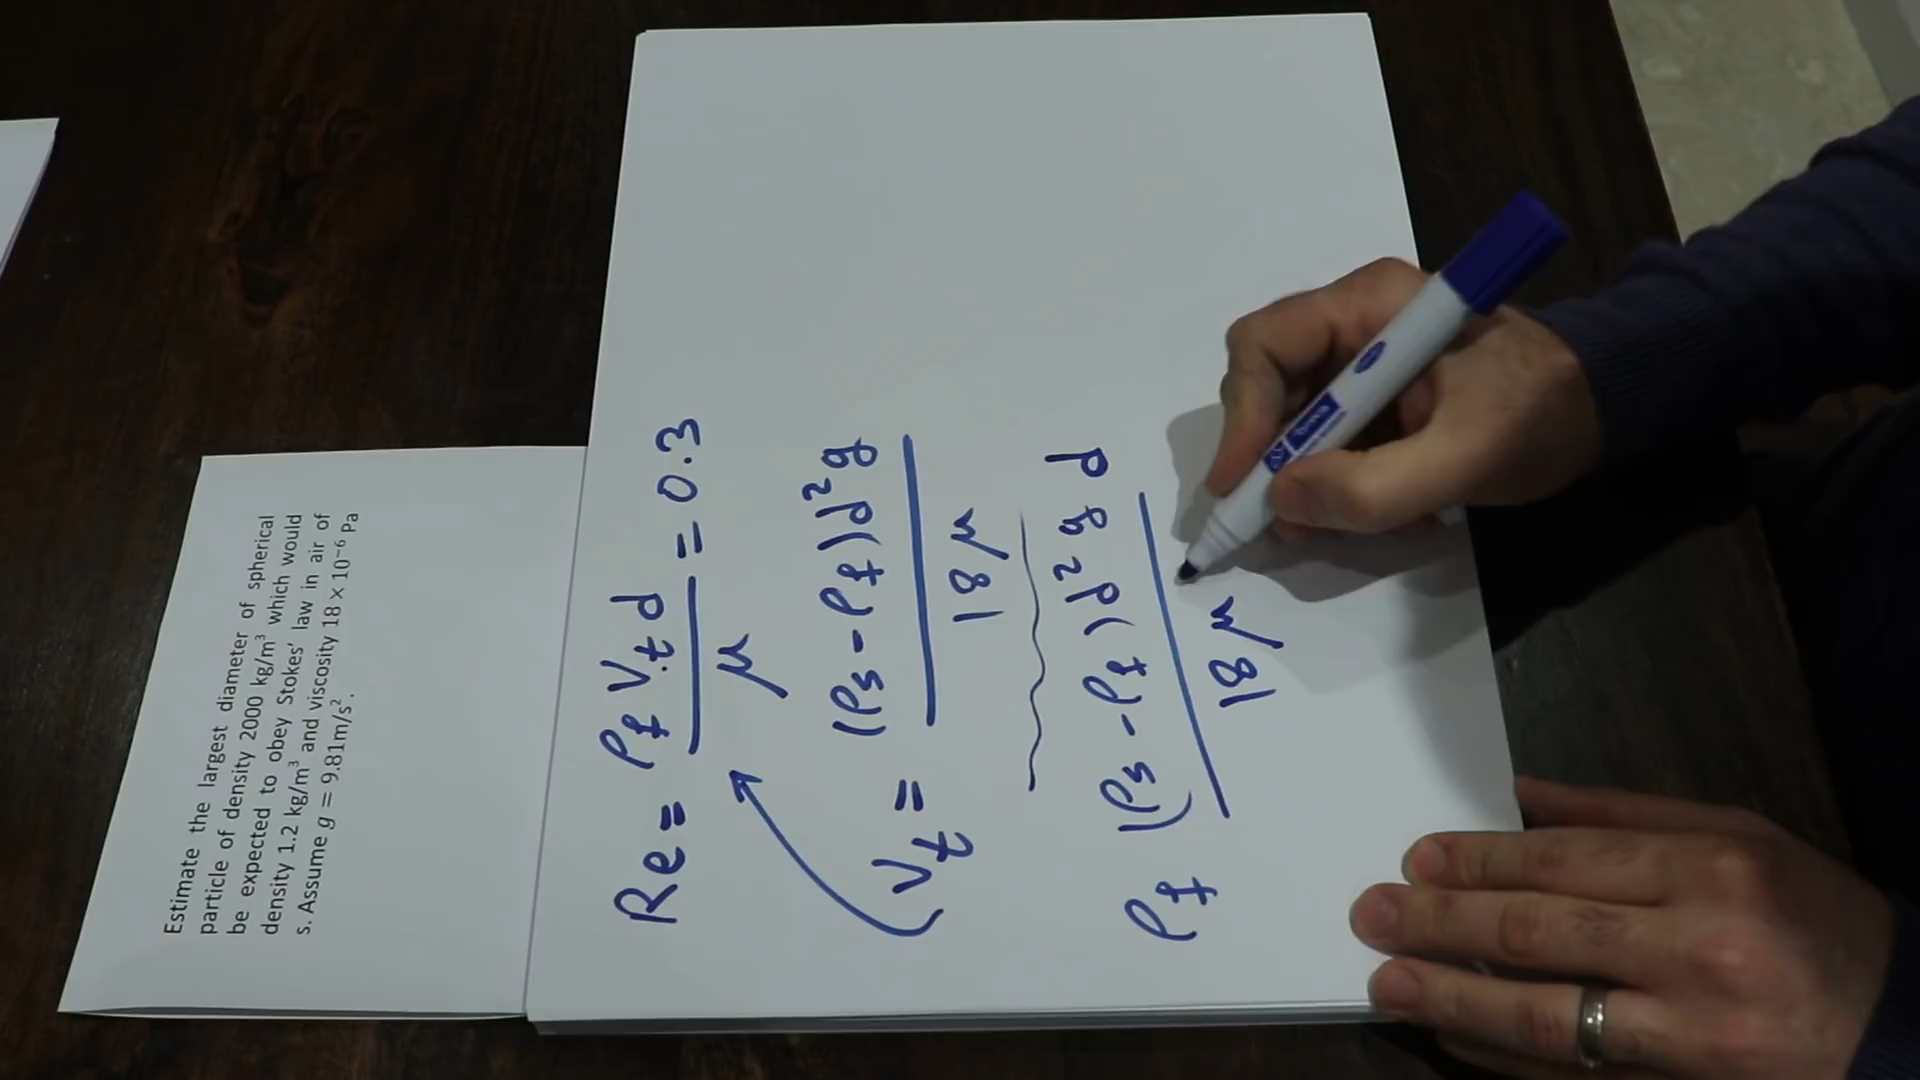 Estimate the largest diameter of spherical
particle of density 2000 kg/m³ which would
be expected to obey Stokes' law in air of
density 1.2 kg/m³ and viscosity 18 × 10⁻⁶ Pa
s. Assume g = 9.81m/s².
Re = ρf Vt d / μ = 0.3
Vt = (ρs - ρf) d² g / 18 μ
ρf (ρs - ρf) d² g d / 18 μ